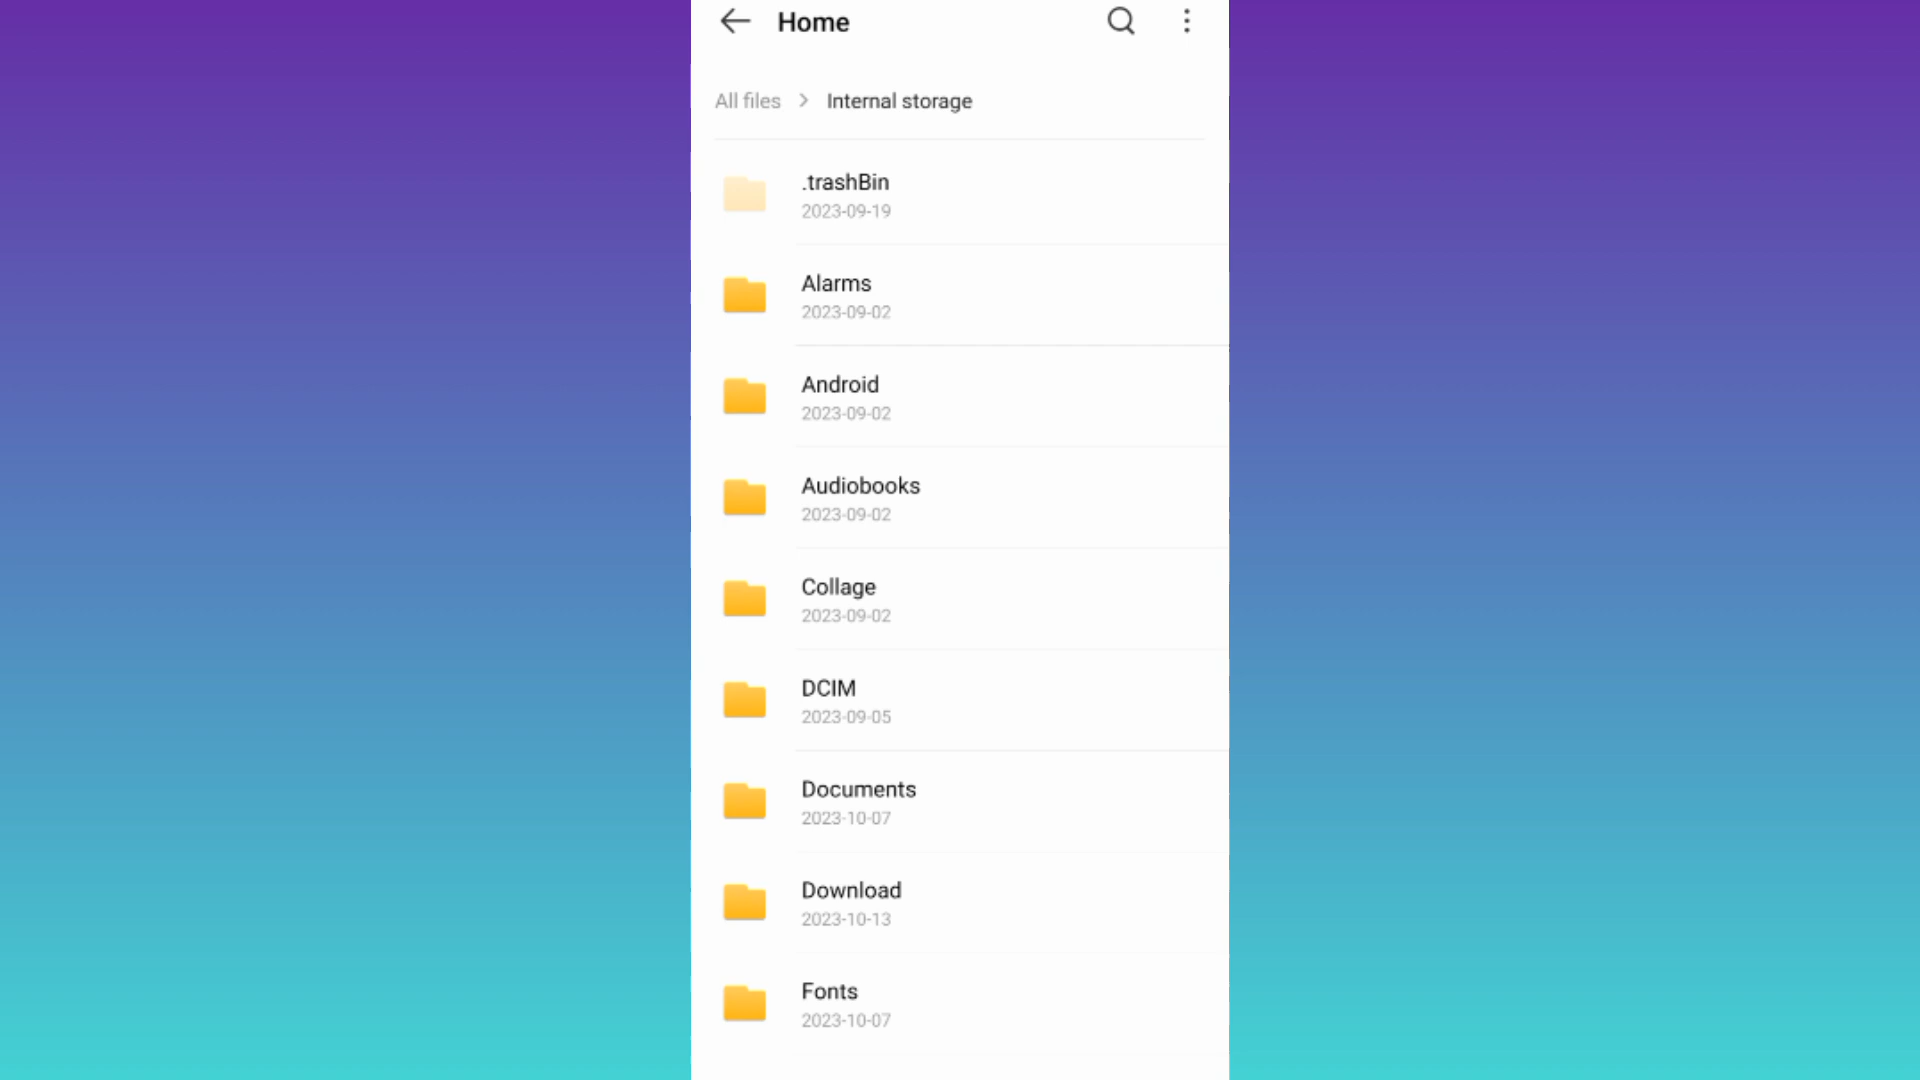 Home
All files > Internal storage
.trashBin
2023-09-19
Alarms
2023-09-02
Android
2023-09-02
Audiobooks
2023-09-02
Collage
2023-09-02
DCIM
2023-09-05
Documents
2023-10-07
Download
2023-10-13
Fonts
2023-10-07